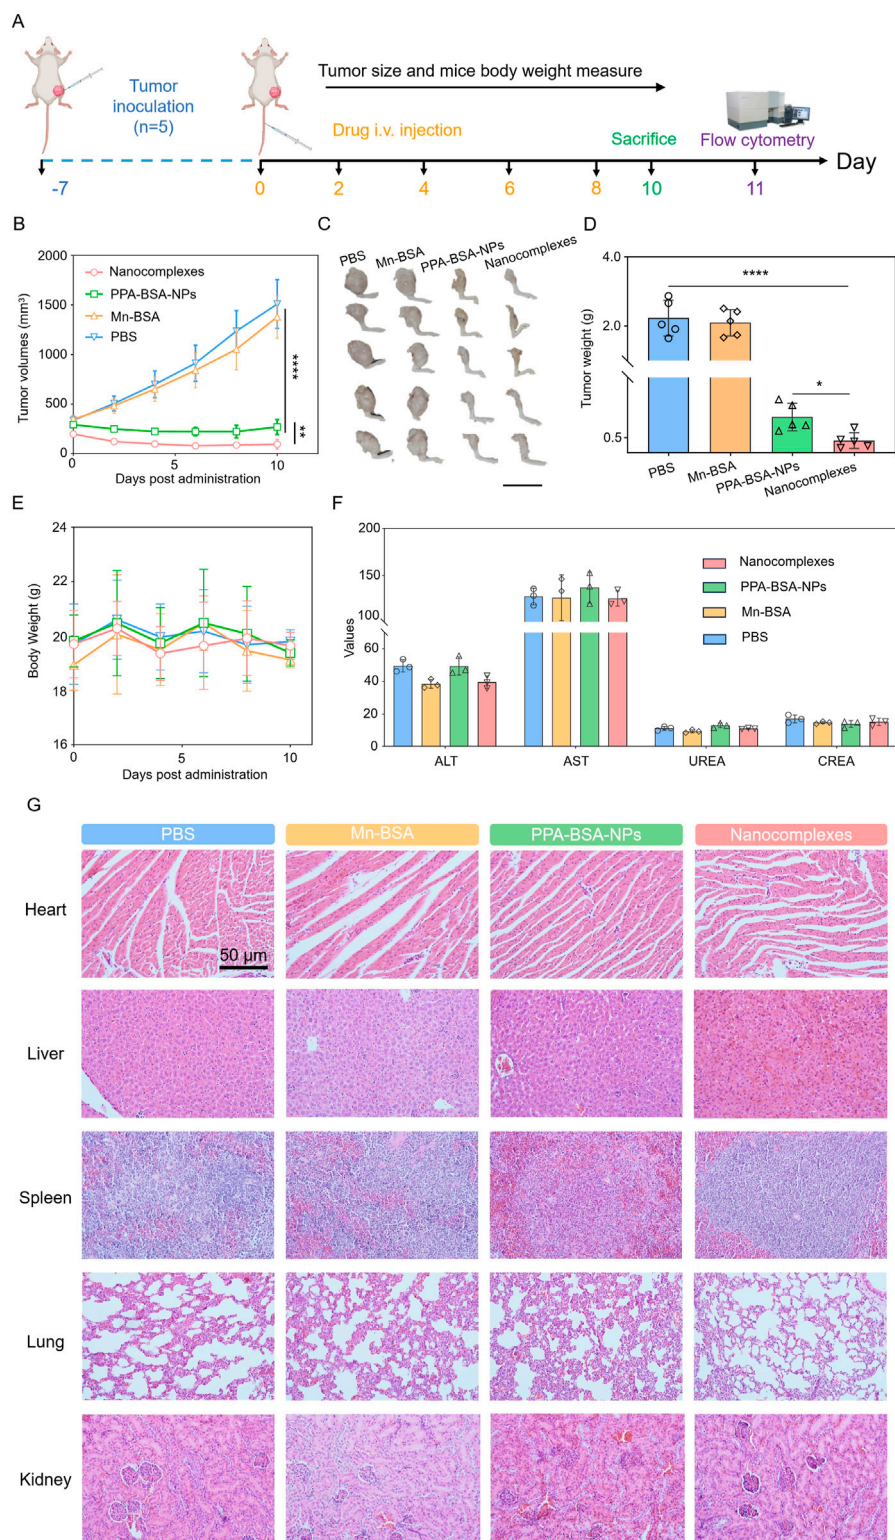 A
Tumor size and mice body weight measure
Tumor
inoculation
(n=5)
Drug i.v. injection
Sacrifice
Flow cytometry
Day
-7
0
2
4
6
8
10
11
B
Tumor volumes (mm³)
2000
1500
1000
500
0
Nanocomplexes
PPA-BSA-NPs
Mn-BSA
PBS
****
**
0
5
10
Days post administration
C
PBS
Mn-BSA
PPA-BSA-NPs
Nanocomplexes
D
Tumor weight (g)
4.0
2.0
0.5
****
*
PBS
Mn-BSA
PPA-BSA-NPs
Nanocomplexes
E
Body Weight (g)
24
22
20
18
16
0
5
10
Days post administration
F
Values
200
150
100
60
40
20
0
Nanocomplexes
PPA-BSA-NPs
Mn-BSA
PBS
ALT
AST
UREA
CREA
G
PBS
Mn-BSA
PPA-BSA-NPs
Nanocomplexes
Heart
50 μm
Liver
Spleen
Lung
Kidney